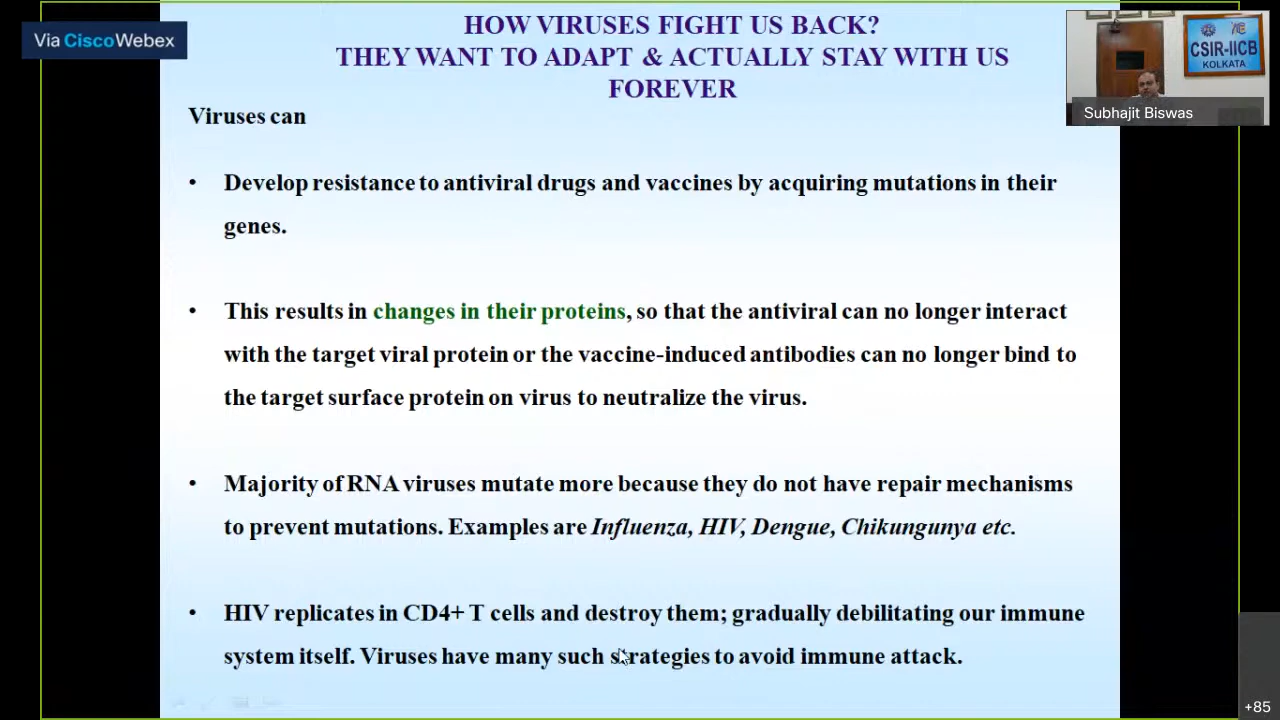 HOW VIRUSES FIGHT US BACK?
THEY WANT TO ADAPT & ACTUALLY STAY WITH US
FOREVER
Via Cisco Webex
CSIR-IICB
KOLKATA
Subhajit Biswas
Viruses can
• Develop resistance to antiviral drugs and vaccines by acquiring mutations in their
genes.
• This results in changes in their proteins, so that the antiviral can no longer interact
with the target viral protein or the vaccine-induced antibodies can no longer bind to
the target surface protein on virus to neutralize the virus.
• Majority of RNA viruses mutate more because they do not have repair mechanisms
to prevent mutations. Examples are Influenza, HIV, Dengue, Chikungunya etc.
• HIV replicates in CD4+ T cells and destroy them; gradually debilitating our immune
system itself. Viruses have many such strategies to avoid immune attack.
+85